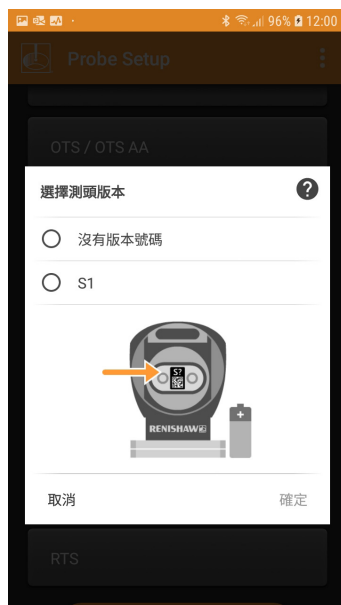 96% 12:00
Probe Setup
OTS / OTS AA
選擇測頭版本
?
沒有版本號碼
S1
S?
RENISHAW
+
取消
確定
RTS